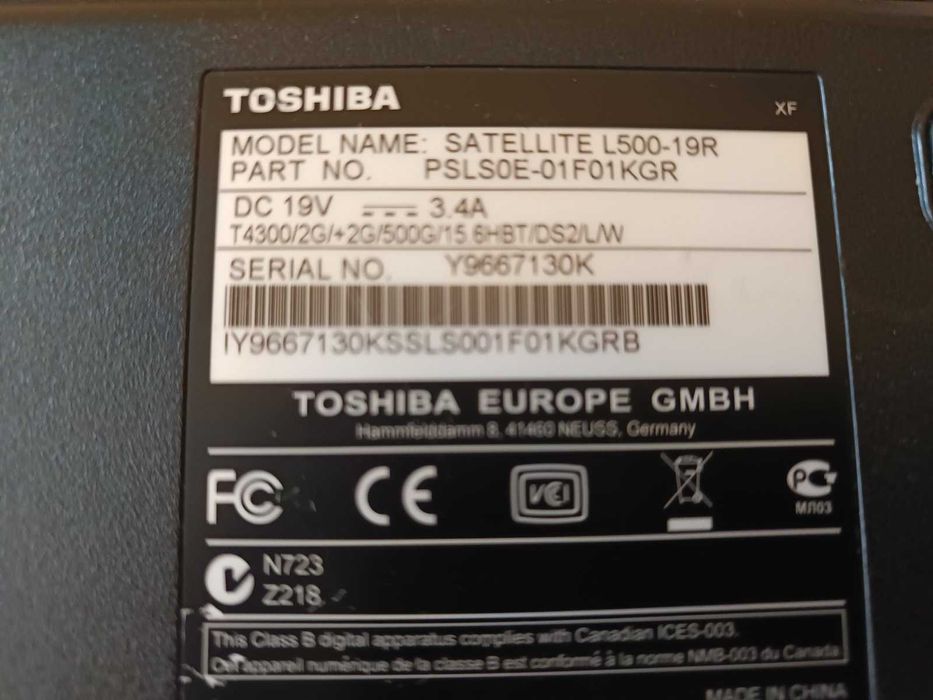 TOSHIBA
XF
MODEL NAME: SATELLITE L500-19R
PART NO. PSLS0E-01F01KGR
DC 19V 3.4A
T4300/2G/+2G/500G/15.6HBT/DS2/L/W
SERIAL NO. Y9667130K
IY9667130KSSLS001F01KGRB
TOSHIBA EUROPE GMBH
Hammfelddamm 8, 41460 NEUSS, Germany
FC CE VCI PC
МЛ03
N723
Z218
This Class B digital apparatus complies with Canadian ICES-003.
Cet appareil numérique de la classe B est conformé à la norme NMB-003 du Canada
MADE IN CHINA